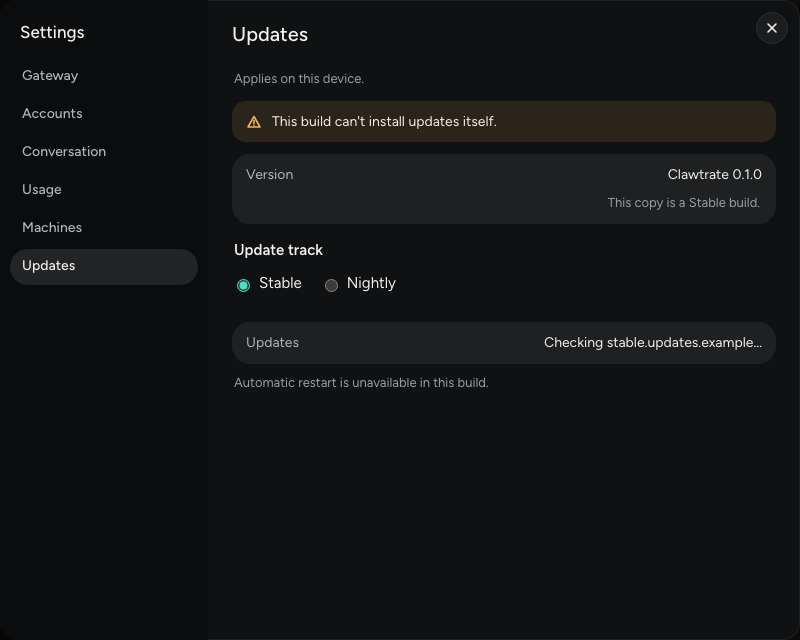 Settings
Gateway
Accounts
Conversation
Usage
Machines
Updates
Updates
Applies on this device.
This build can't install updates itself.
Version
Clawtrate 0.1.0
This copy is a Stable build.
Update track
Stable
Nightly
Updates
Checking stable.updates.example...
Automatic restart is unavailable in this build.